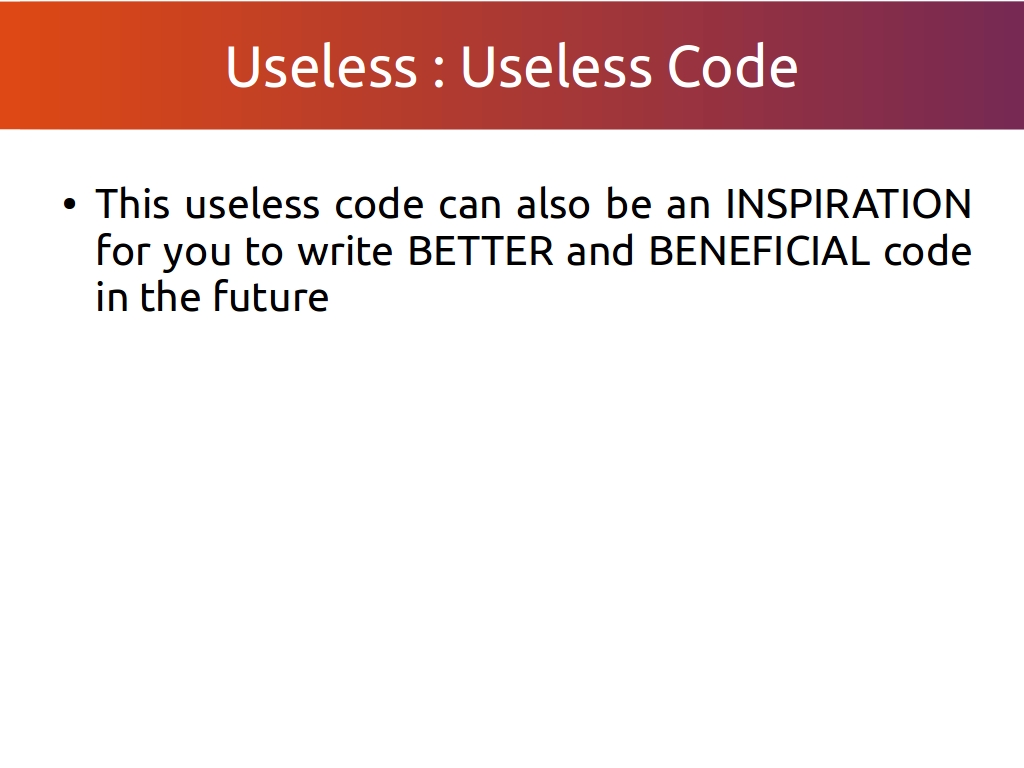 Useless : Useless Code
• This useless code can also be an INSPIRATION
for you to write BETTER and BENEFICIAL code
in the future